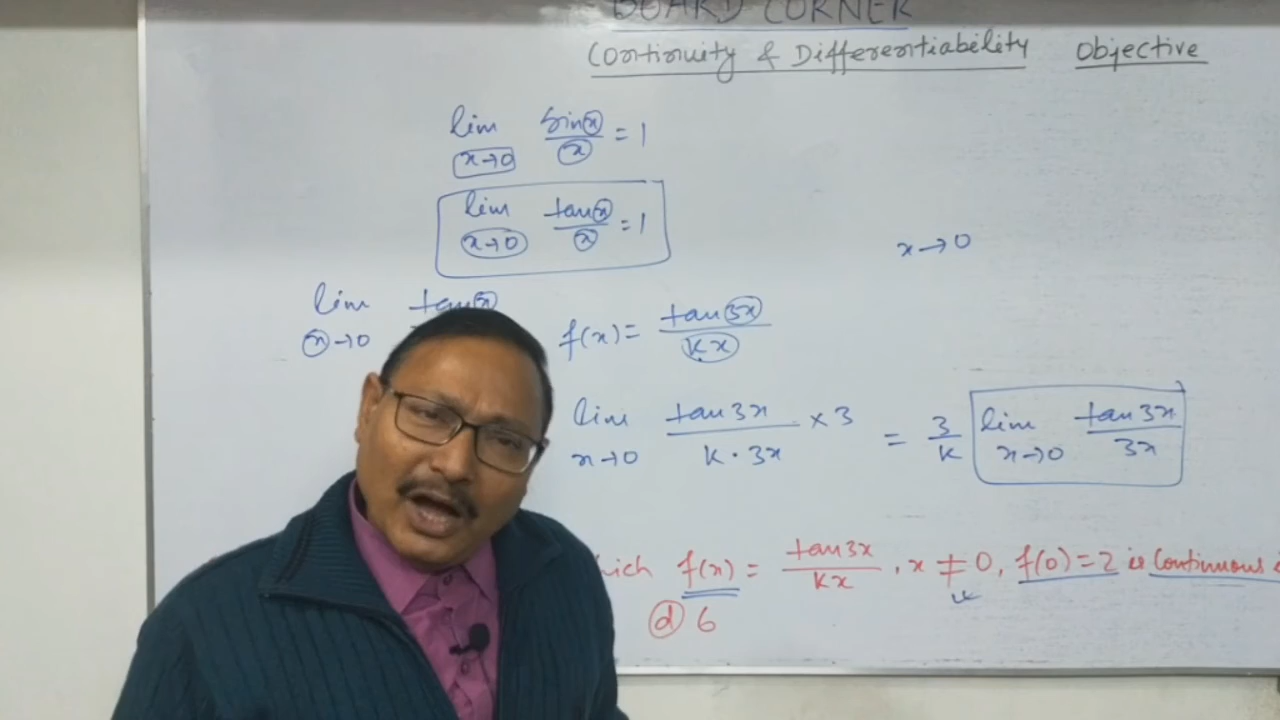 BOARD CORNER
Continuity & Differentiability Objective
lim x→0 sin x / x = 1
lim x→0 tan x / x = 1
x→0
lim x→0 tan x
f(x) = tan 3x / kx
lim x→0 tan 3x / k · 3x × 3 = 3/k lim x→0 tan 3x / 3x
f(x) = tan 3x / kx , x ≠ 0, f(0) = 2 is Continuous
(d) 6